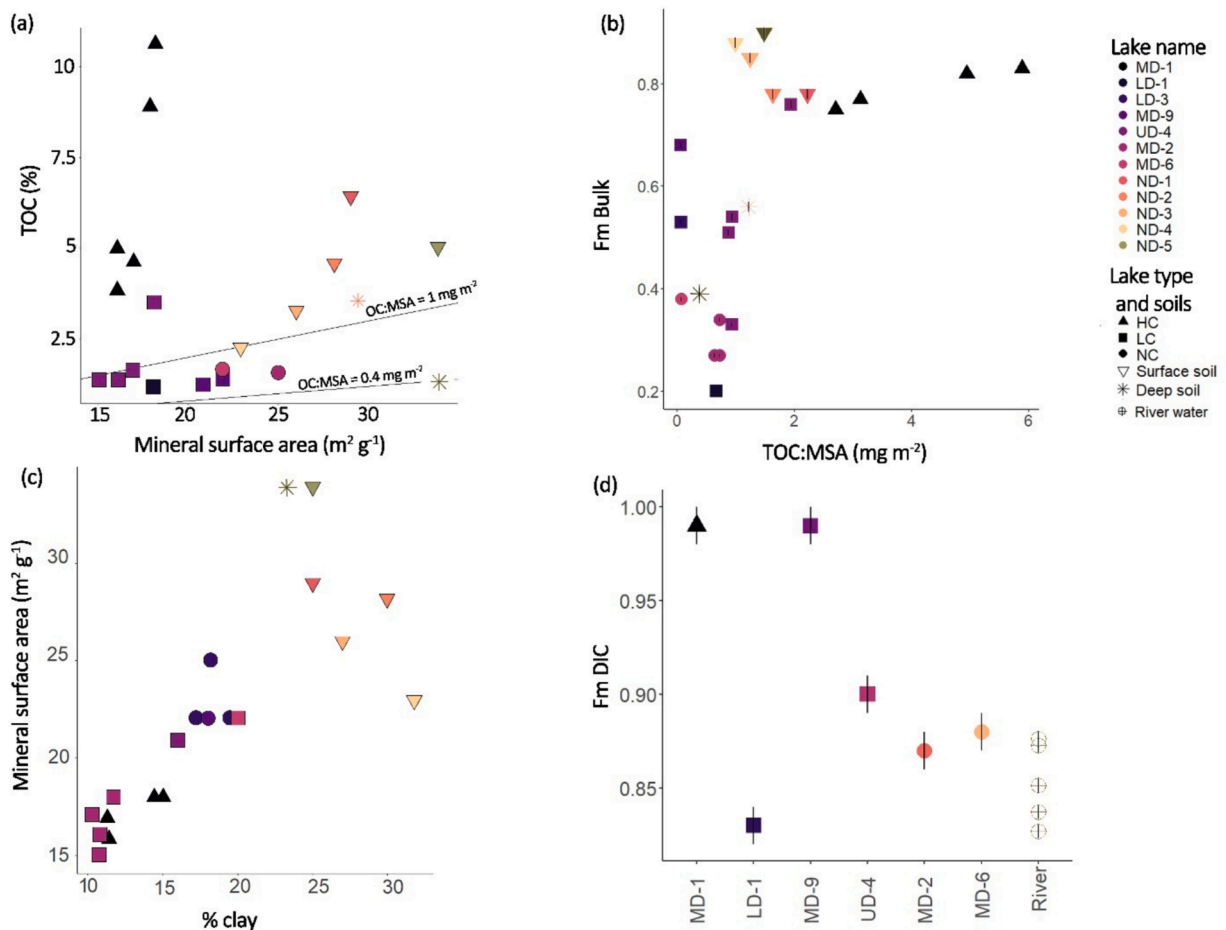 (a)
TOC (%)
10
7.5
5
2.5
OC:MSA = 1 mg m⁻²
OC:MSA = 0.4 mg m⁻²
15 20 25 30
Mineral surface area (m² g⁻¹)
(b)
Fm Bulk
0.8
0.6
0.4
0.2
0 2 4 6
TOC:MSA (mg m⁻²)
Lake name
MD-1
LD-1
LD-3
MD-9
UD-4
MD-2
MD-6
ND-1
ND-2
ND-3
ND-4
ND-5
Lake type
and soils
HC
LC
NC
Surface soil
Deep soil
River water
(c)
Mineral surface area (m² g⁻¹)
30
25
20
15
10 15 20 25 30
% clay
(d)
Fm DIC
1.00
0.95
0.90
0.85
MD-1
LD-1
MD-9
UD-4
MD-2
MD-6
River